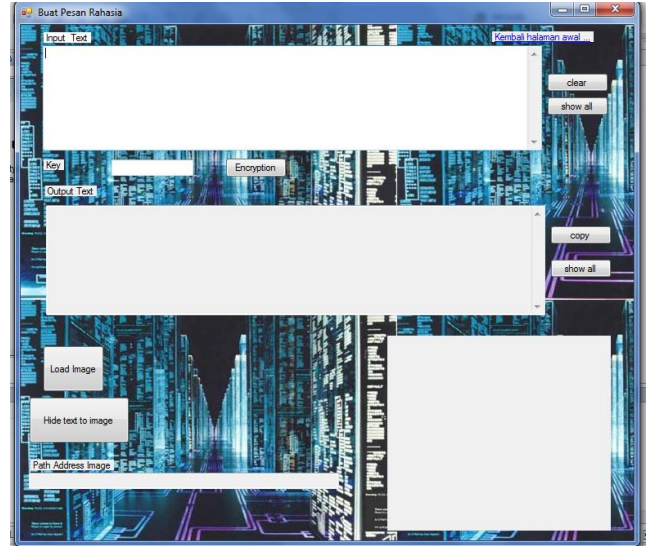 Buat Pesan Rahasia
Input Text
Kembali halaman awal ...
clear
show all
Key
Encryption
Output Text
copy
show all
Load Image
Hide text to image
Path Address Image